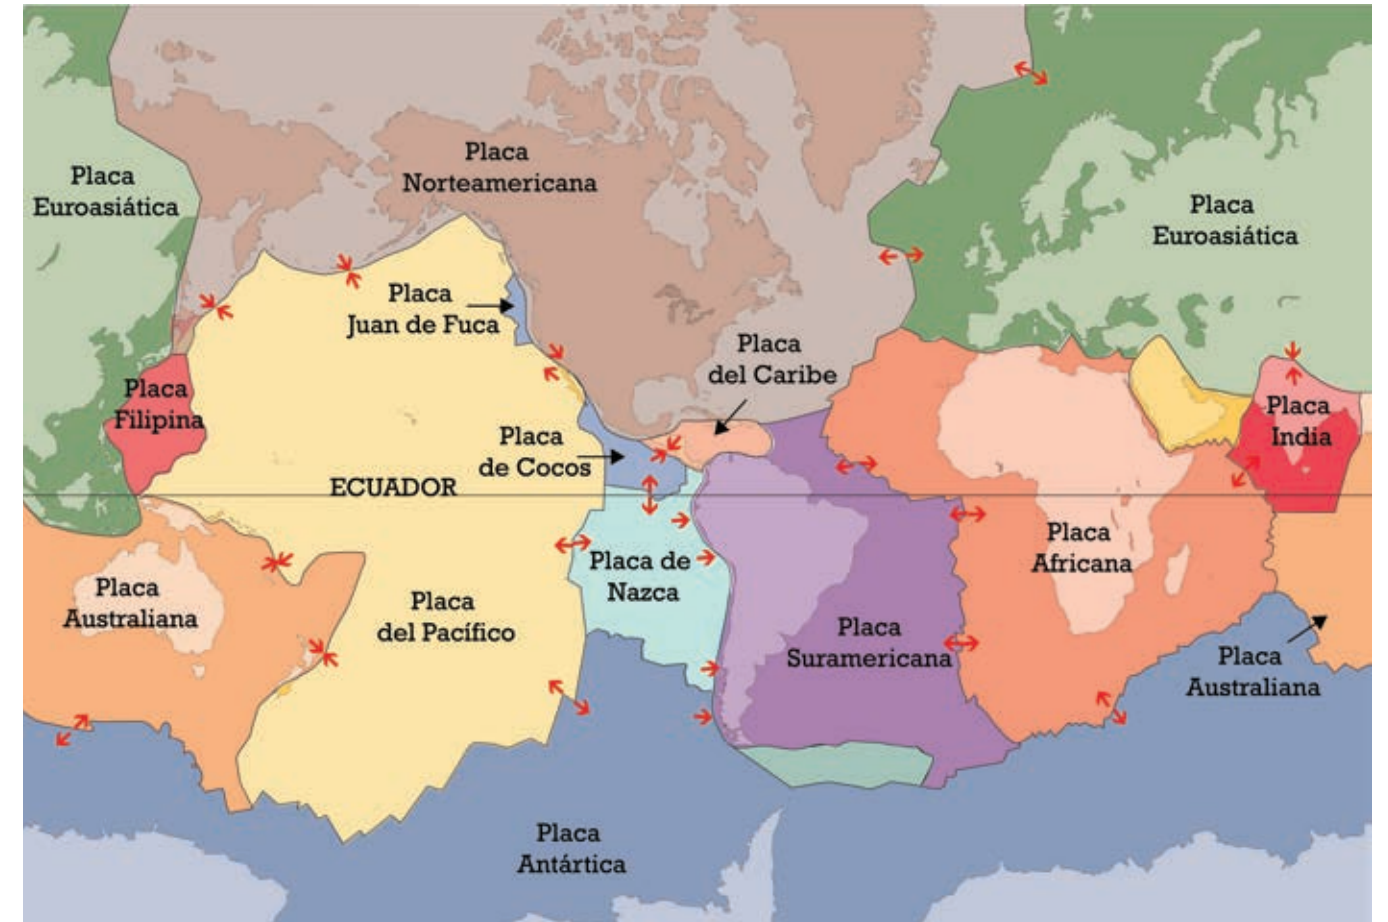 Placa
Norteamericana
Placa
Euroasiática
Placa
Euroasiática
Placa
Juan de Fuca
Placa
del Caribe
Placa
Filipina
Placa
India
Placa
de Cocos
ECUADOR
Placa
Africana
Placa de
Nazca
Placa
Australiana
Placa
del Pacífico
Placa
Suramericana
Placa
Australiana
Placa
Antártica